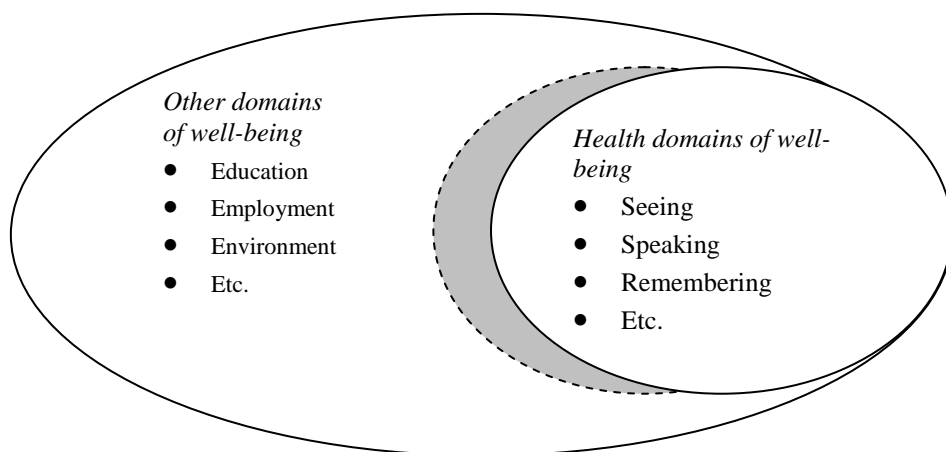 Other domains
of well-being
● Education
● Employment
● Environment
● Etc.
Health domains of well-
being
● Seeing
● Speaking
● Remembering
● Etc.